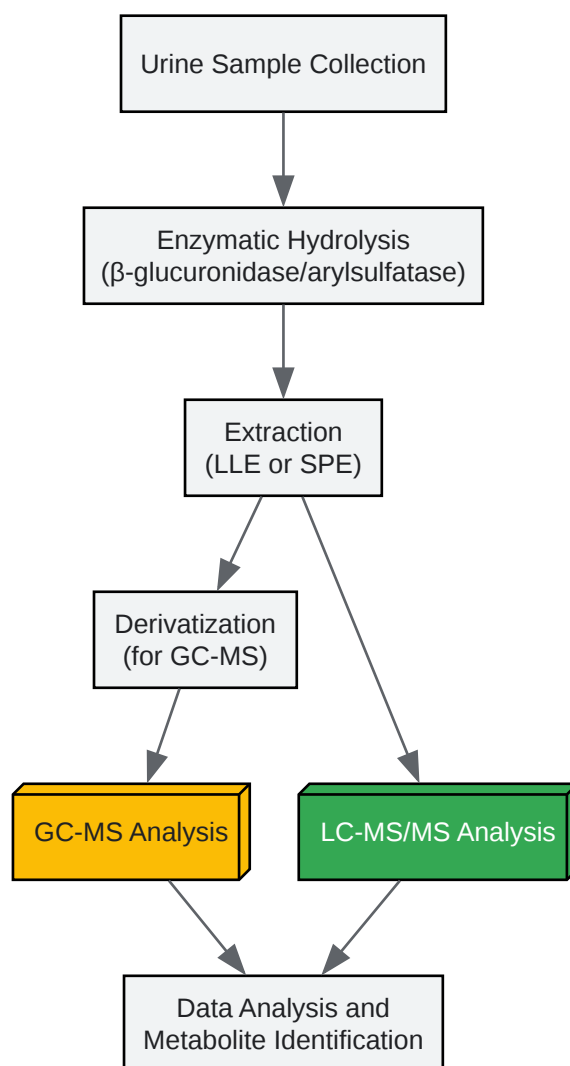 Urine Sample Collection
Enzymatic Hydrolysis
(β-glucuronidase/arylsulfatase)
Extraction
(LLE or SPE)
Derivatization
(for GC-MS)
GC-MS Analysis
LC-MS/MS Analysis
Data Analysis and
Metabolite Identification